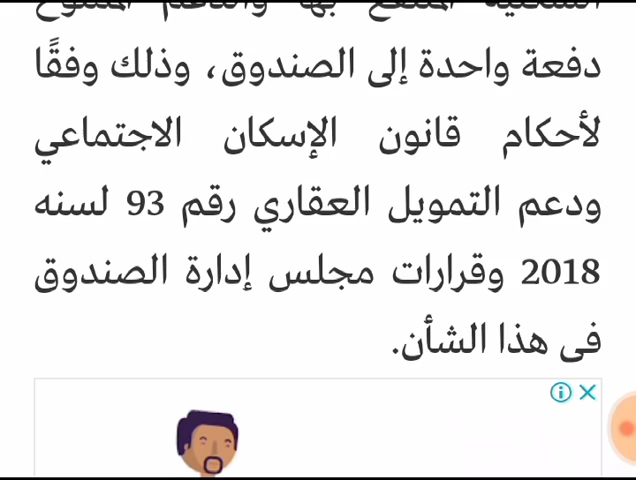 دفعة واحدة إلى الصندوق، وذلك وفقًا
لأحكام قانون الإسكان الاجتماعي
ودعم التمويل العقاري رقم 93 لسنه
2018 وقرارات مجلس إدارة الصندوق
فى هذا الشأن.